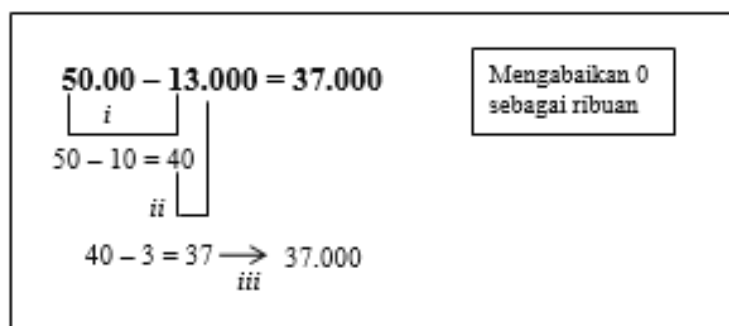 50.00 – 13.000 = 37.000
Mengabaikan 0
sebagai ribuan
i
50 – 10 = 40
ii
40 – 3 = 37 → 37.000
iii